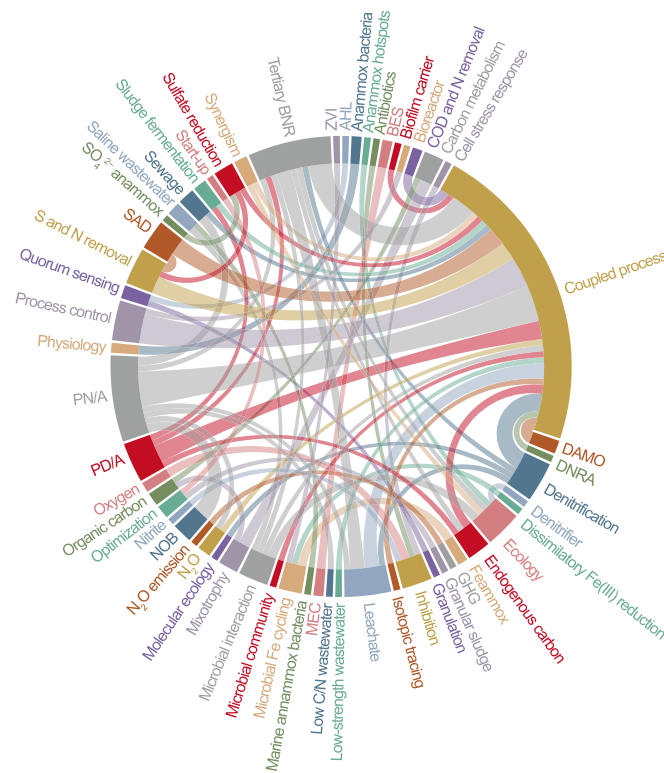 Tertiary BNR
ZVI
AHL
Anammox bacteria
Anammox hotspots
Antibiotics
BES
Biofilm carrier
Bioreactor
COD and N removal
Carbon metabolism
Cell stress response
Coupled process
DAMO
DNRA
Denitrification
Denitrifier
Dissimilatory Fe(III) reduction
Ecology
Endogenous carbon
Feammox
GHG
Granular sludge
Granulation
Inhibition
Isotopic tracing
Leachate
Low-strength wastewater
Low C/N wastewater
MEC
Marine annammox bacteria
Microbial Fe cycling
Microbial community
Microbial interaction
Mixotrophy
Molecular ecology
N₂O
N₂O emission
NOB
Nitrite
Optimization
Organic carbon
Oxygen
PD/A
PN/A
Physiology
Process control
Quorum sensing
S and N removal
SAD
SO₄²⁻ anammox
Saline wastewater
Sewage
Sludge fermentation
Start-up
Sulfate reduction
Synergism